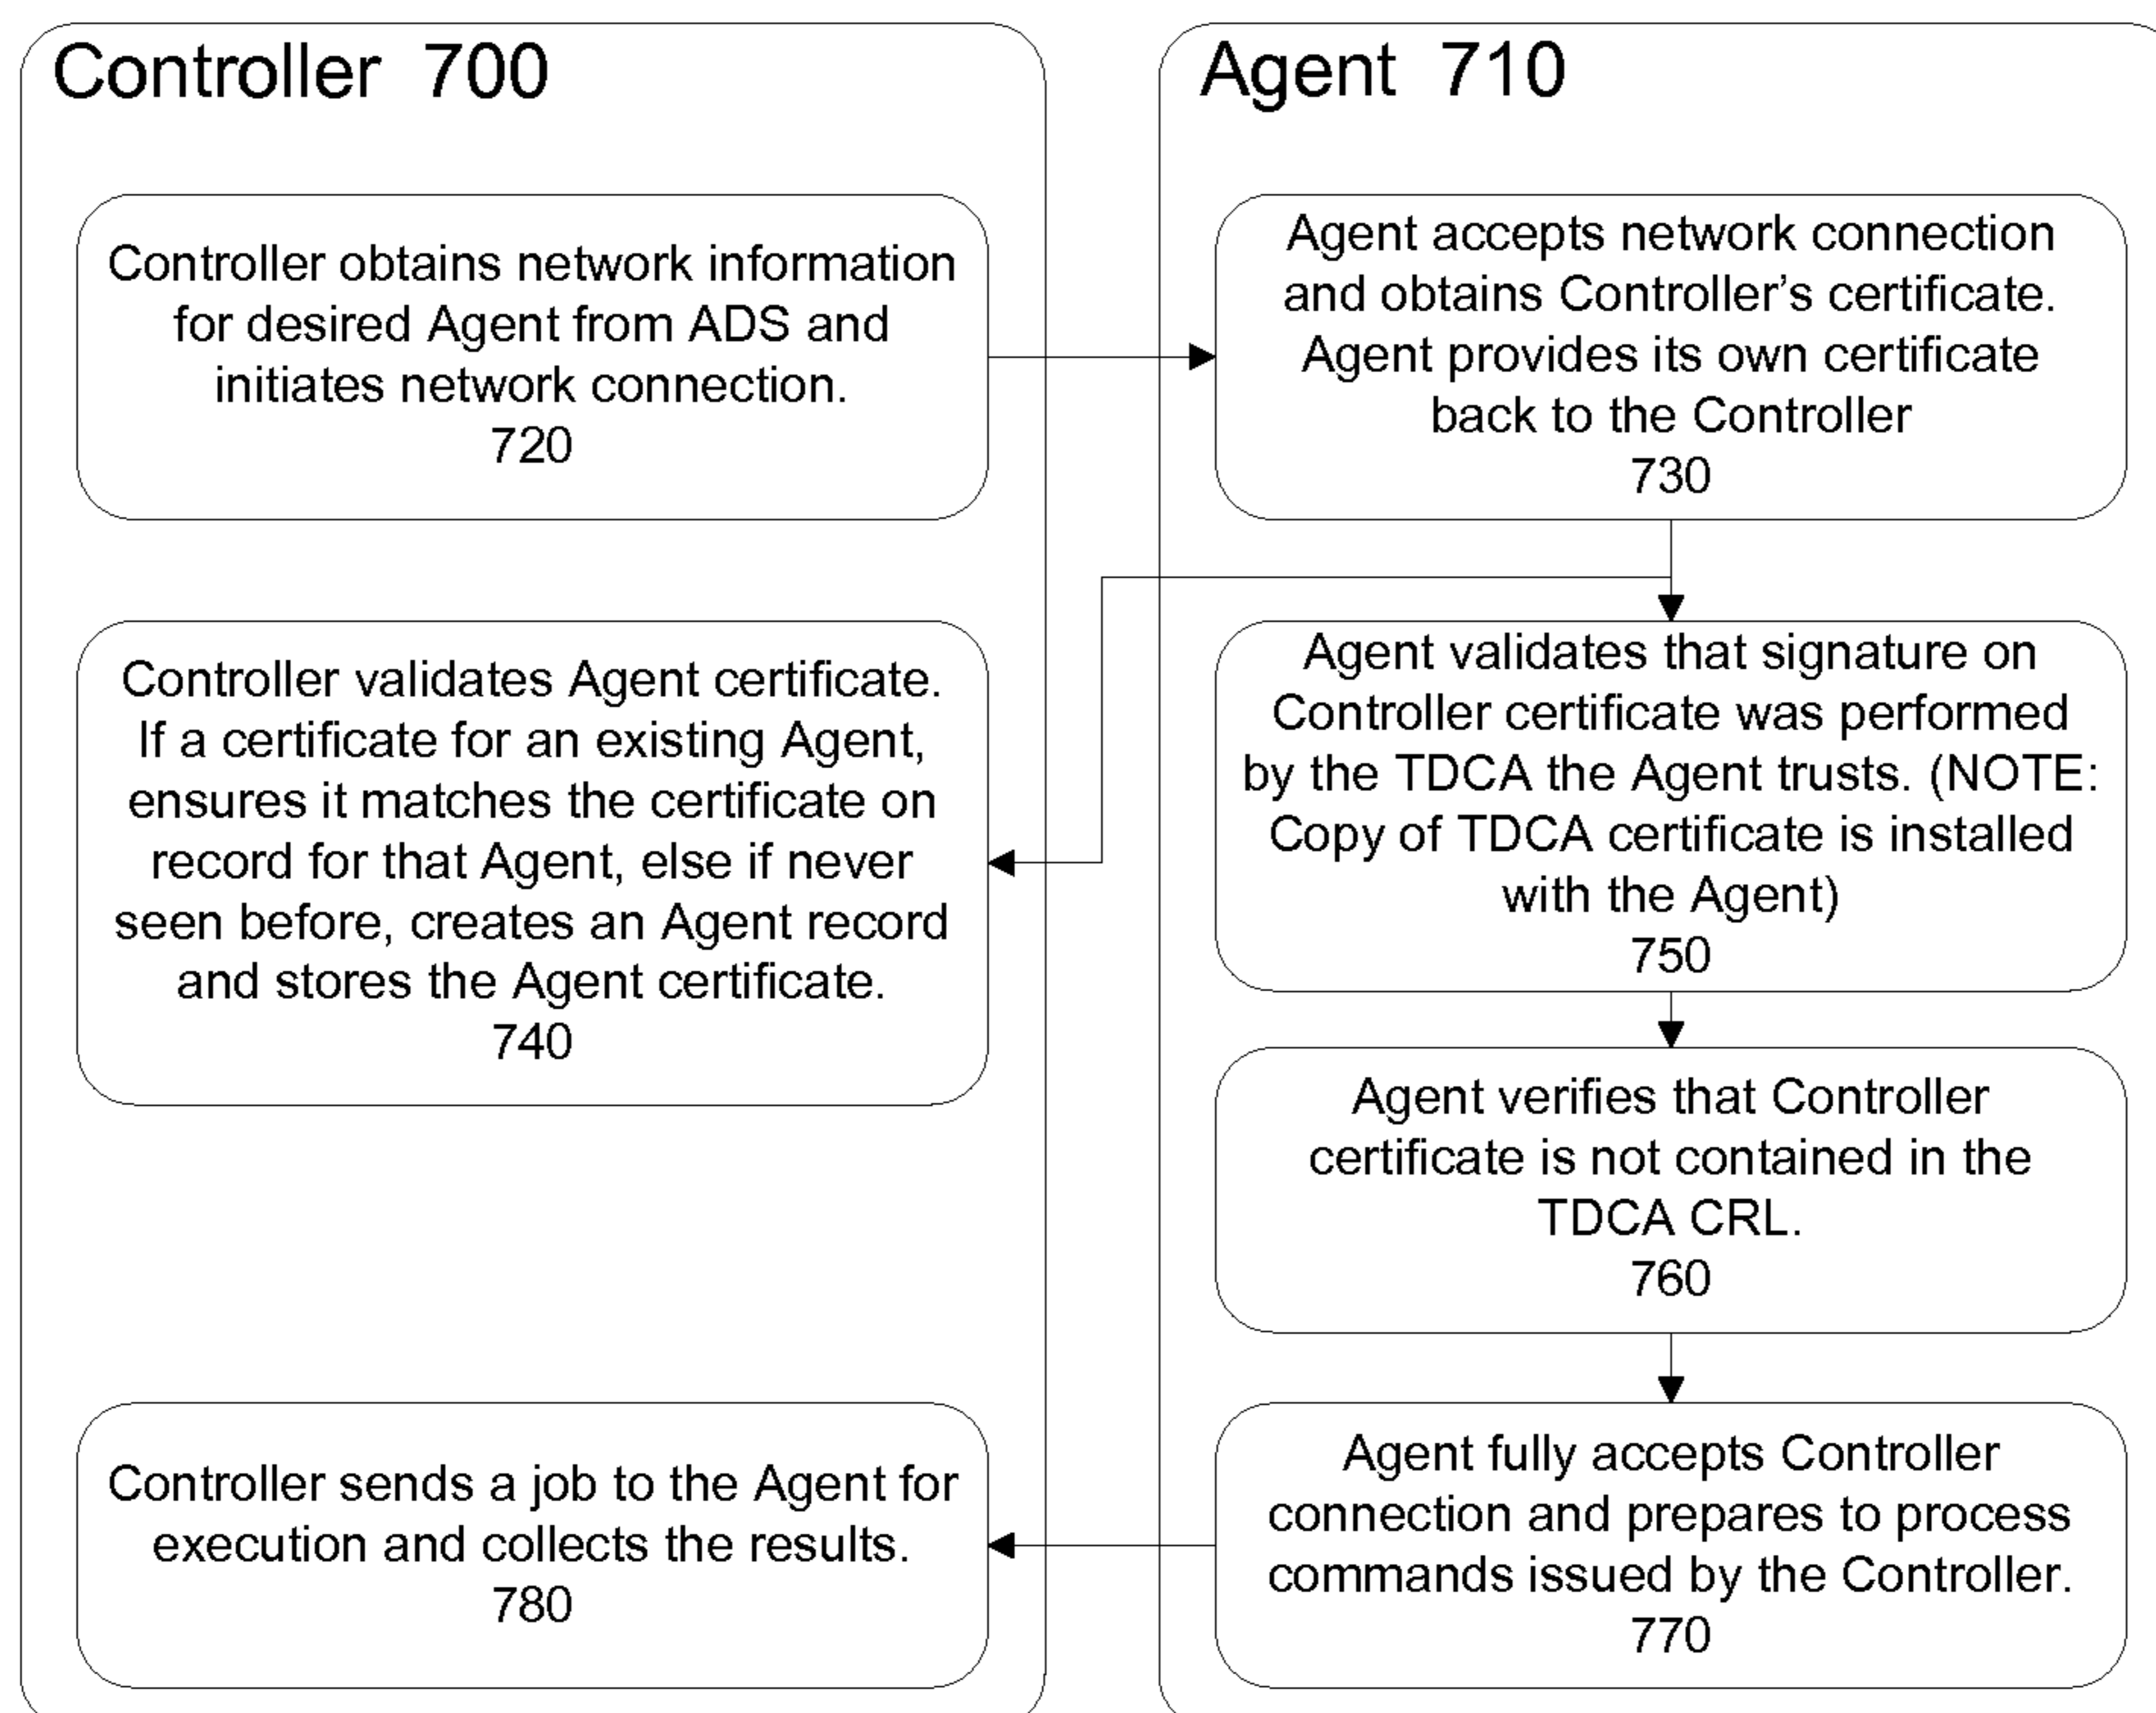 Controller 700
Controller obtains network information
for desired Agent from ADS and
initiates network connection.
720
Controller validates Agent certificate.
If a certificate for an existing Agent,
ensures it matches the certificate on
record for that Agent, else if never
seen before, creates an Agent record
and stores the Agent certificate.
740
Controller sends a job to the Agent for
execution and collects the results.
780
Agent 710
Agent accepts network connection
and obtains Controller’s certificate.
Agent provides its own certificate
back to the Controller
730
Agent validates that signature on
Controller certificate was performed
by the TDCA the Agent trusts. (NOTE:
Copy of TDCA certificate is installed
with the Agent)
750
Agent verifies that Controller
certificate is not contained in the
TDCA CRL.
760
Agent fully accepts Controller
connection and prepares to process
commands issued by the Controller.
770